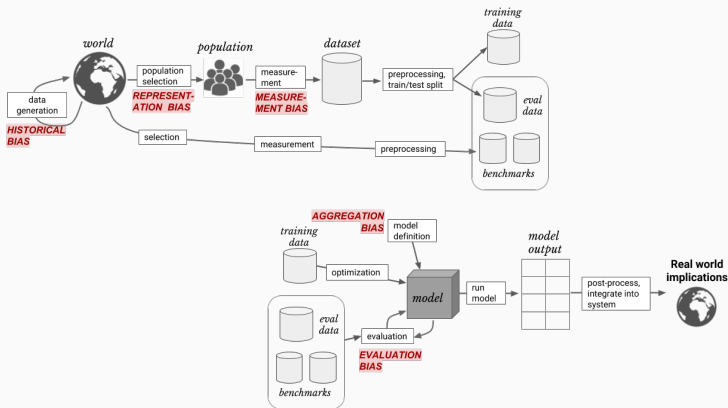 training
data
world
population
dataset
population
selection
measure-
ment
preprocessing,
train/test split
data
generation
REPRESENT-
ATION BIAS
MEASURE-
MENT BIAS
eval
data
HISTORICAL
BIAS
selection
measurement
preprocessing
benchmarks
AGGREGATION
BIAS
model
definition
training
data
model
output
optimization
Real world
implications
model
run
model
post-process,
integrate into
system
eval
data
evaluation
EVALUATION
BIAS
benchmarks